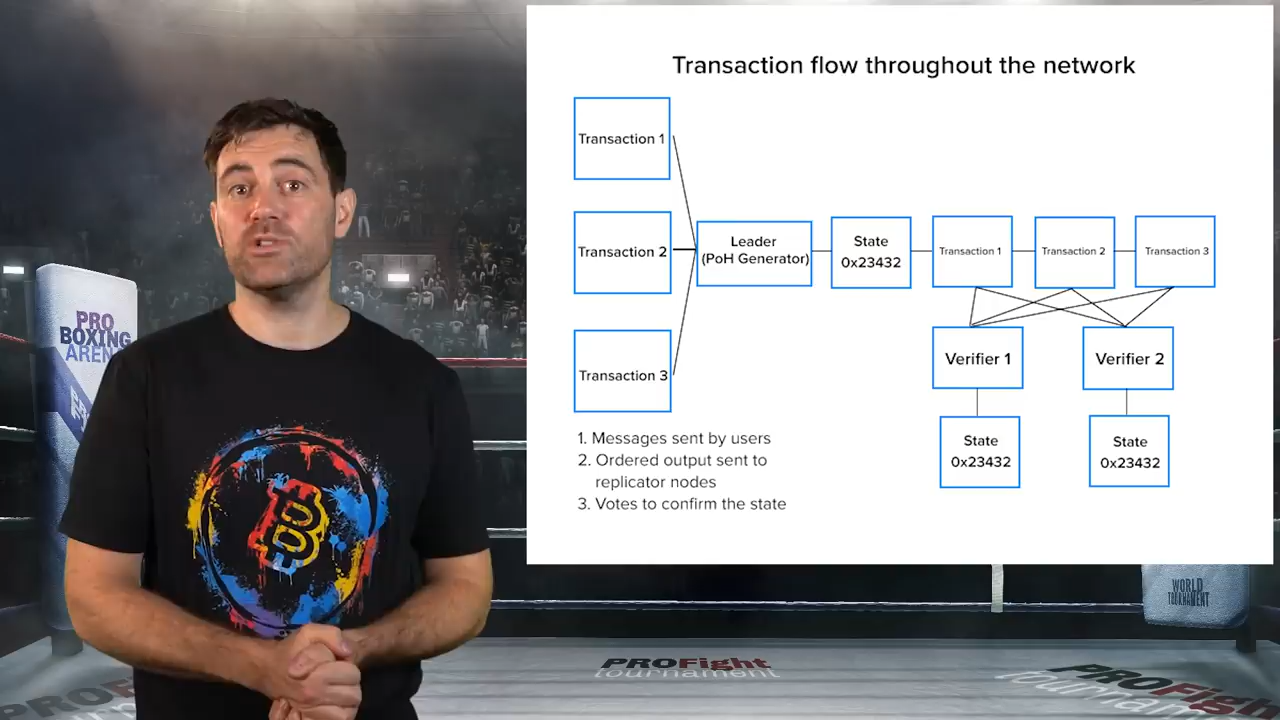 Transaction flow throughout the network
Transaction 1
Transaction 2
Transaction 3
Leader
(PoH Generator)
State
0x23432
Transaction 1
Transaction 2
Transaction 3
Verifier 1
Verifier 2
State
0x23432
State
0x23432
1. Messages sent by users
2. Ordered output sent to
replicator nodes
3. Votes to confirm the state
PRO
BOXING
ARENA
B
WORLD
TOURNAMENT
PROFight
tournament
PROFight
PROFight